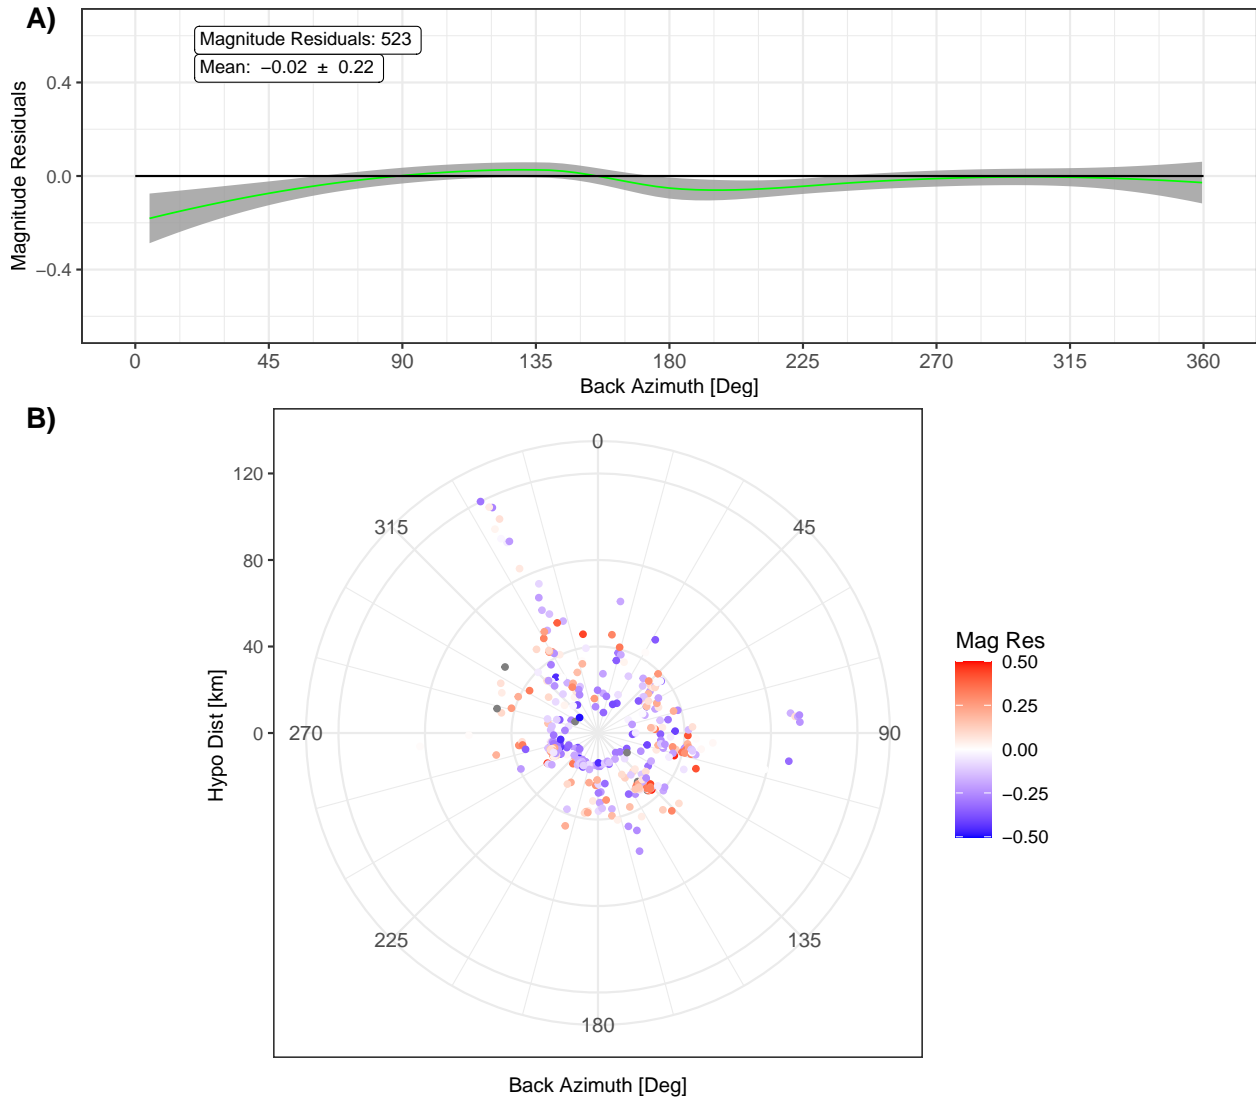 A)
Magnitude Residuals: 523
Mean: −0.02 ± 0.22
Magnitude Residuals
0.4
0.0
−0.4
0 45 90 135 180 225 270 315 360
Back Azimuth [Deg]
B)
Hypo Dist [km]
120
80
40
0
0
45
90
135
180
225
270
315
Back Azimuth [Deg]
Mag Res
0.50
0.25
0.00
−0.25
−0.50